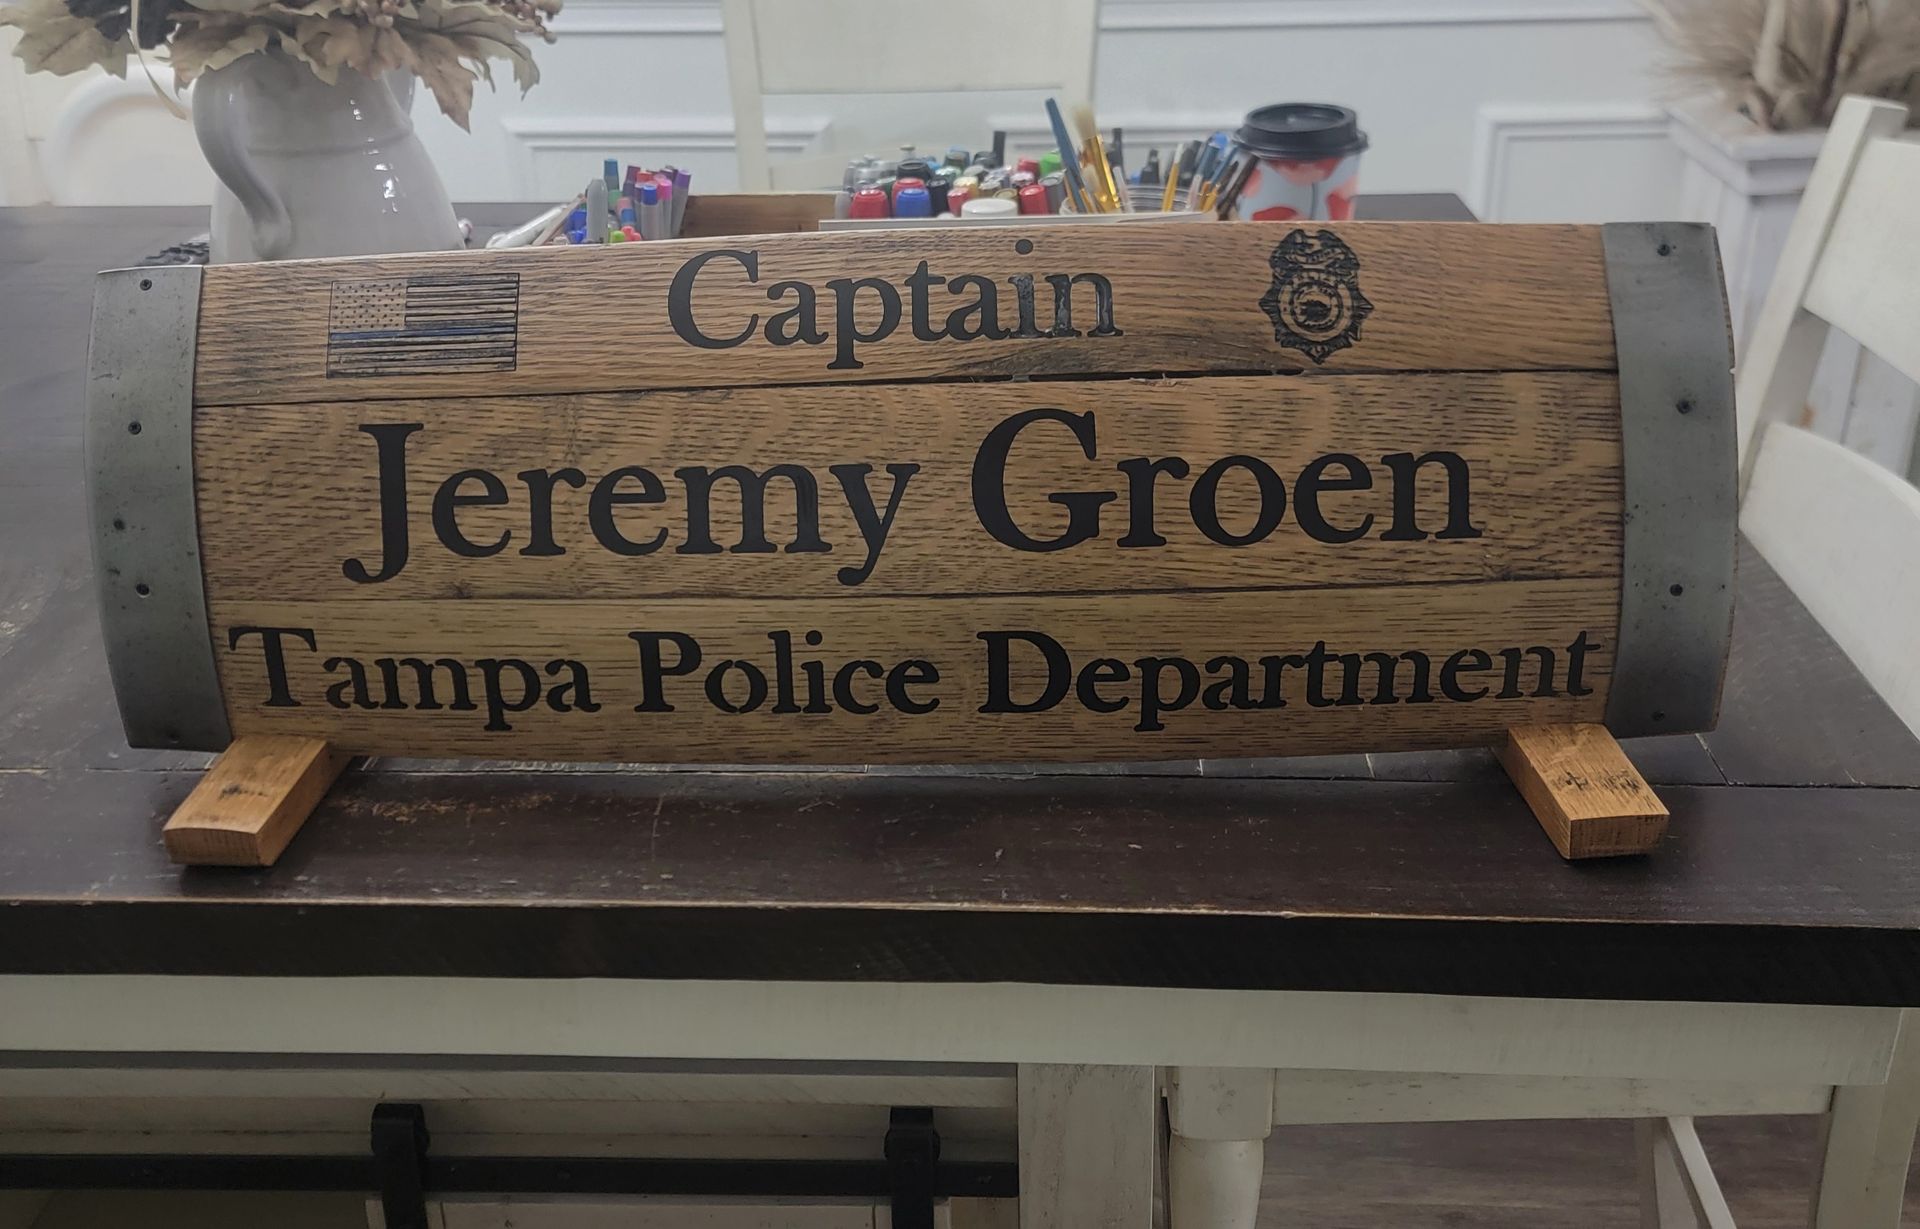 Captain
Jeremy Groen
Tampa Police Department